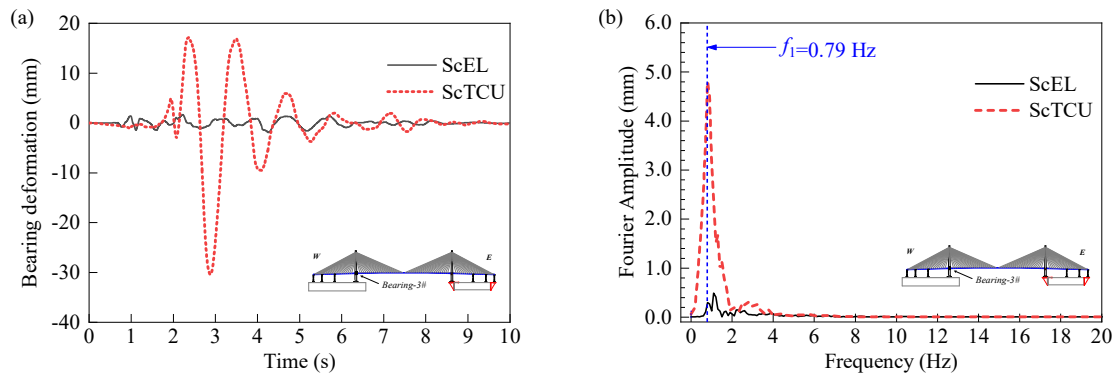 (a)
20
10
0
-10
-20
-30
-40
Bearing deformation (mm)
ScEL
ScTCU
W
E
Bearing-3#
0 1 2 3 4 5 6 7 8 9 10
Time (s)
(b)
6.0
5.0
4.0
3.0
2.0
1.0
0.0
Fourier Amplitude (mm)
f1=0.79 Hz
ScEL
ScTCU
W
E
Bearing-3#
0 2 4 6 8 10 12 14 16 18 20
Frequency (Hz)